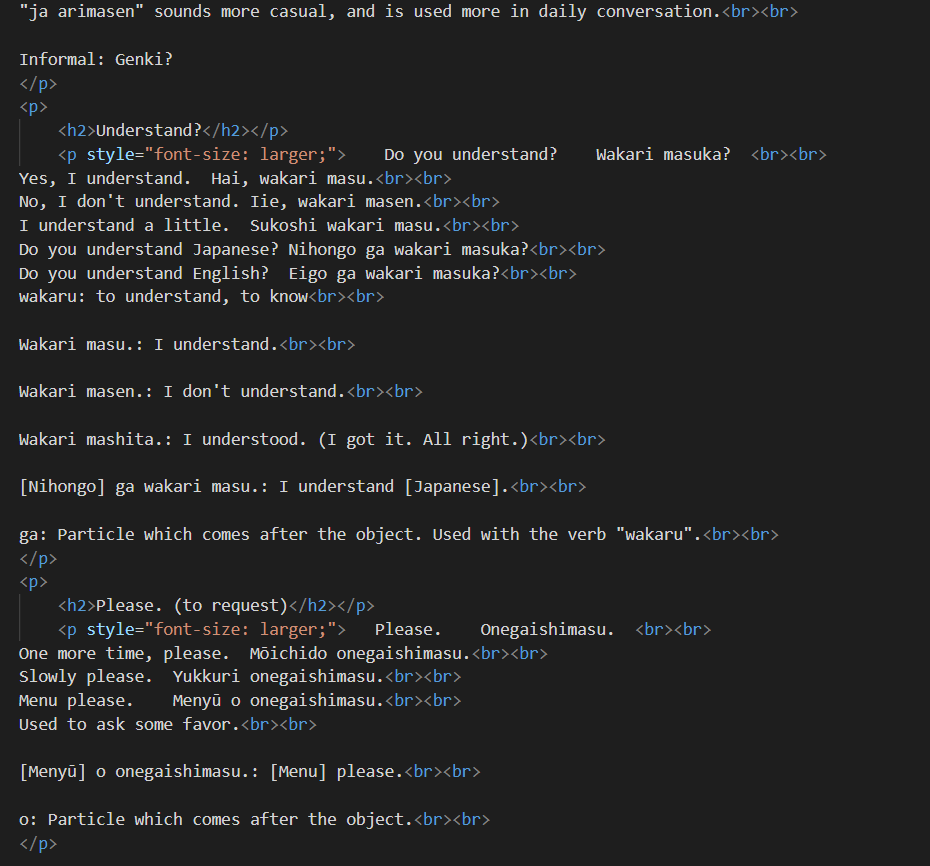 "ja arimasen" sounds more casual, and is used more in daily conversation.<br><br>
Informal: Genki?
</p>
<p>
<h2>Understand?</h2></p>
<p style="font-size: larger;">    Do you understand?    Wakari masuka?  <br><br>
Yes, I understand.  Hai, wakari masu.<br><br>
No, I don't understand. Iie, wakari masen.<br><br>
I understand a little.  Sukoshi wakari masu.<br><br>
Do you understand Japanese? Nihongo ga wakari masuka?<br><br>
Do you understand English?  Eigo ga wakari masuka?<br><br>
wakaru: to understand, to know<br><br>
Wakari masu.: I understand.<br><br>
Wakari masen.: I don't understand.<br><br>
Wakari mashita.: I understood. (I got it. All right.)<br><br>
[Nihongo] ga wakari masu.: I understand [Japanese].<br><br>
ga: Particle which comes after the object. Used with the verb "wakaru".<br><br>
</p>
<p>
<h2>Please. (to request)</h2></p>
<p style="font-size: larger;">   Please.    Onegaishimasu.  <br><br>
One more time, please.  Mōichido onegaishimasu.<br><br>
Slowly please.  Yukkuri onegaishimasu.<br><br>
Menu please.    Menyū o onegaishimasu.<br><br>
Used to ask some favor.<br><br>
[Menyū] o onegaishimasu.: [Menu] please.<br><br>
o: Particle which comes after the object.<br><br>
</p>